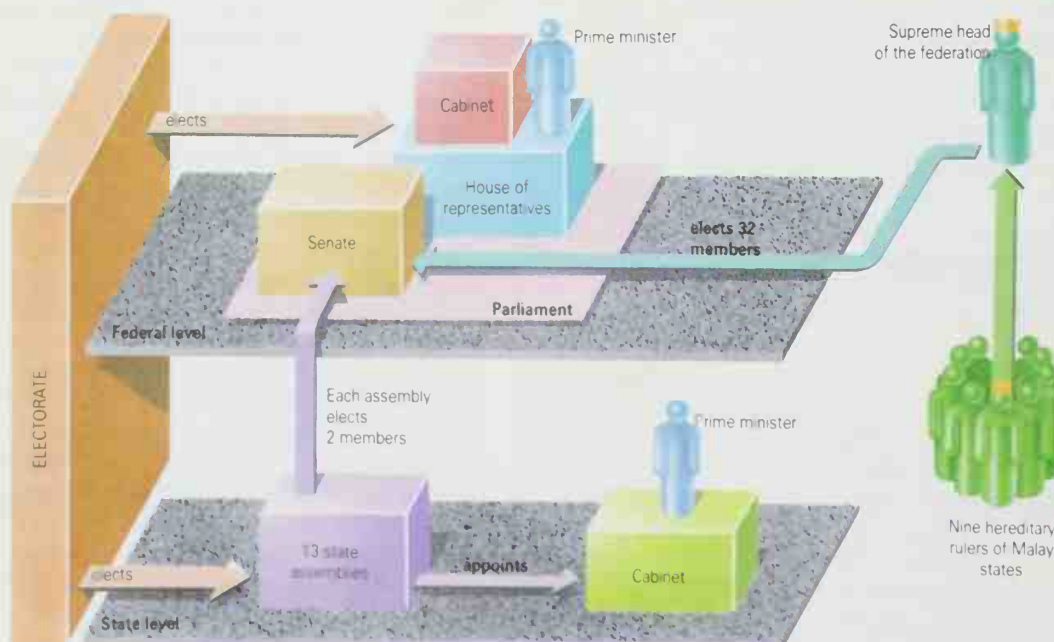 Prime minister
Supreme head
of the federation
Cabinet
elects
House of
representatives
elects 32
members
Senate
Parliament
Federal level
Each assembly
elects
2 members
ELECTORATE
Prime minister
13 state
assemblies
appoints
Cabinet
elects
State level
Nine hereditary
rulers of Malay
states